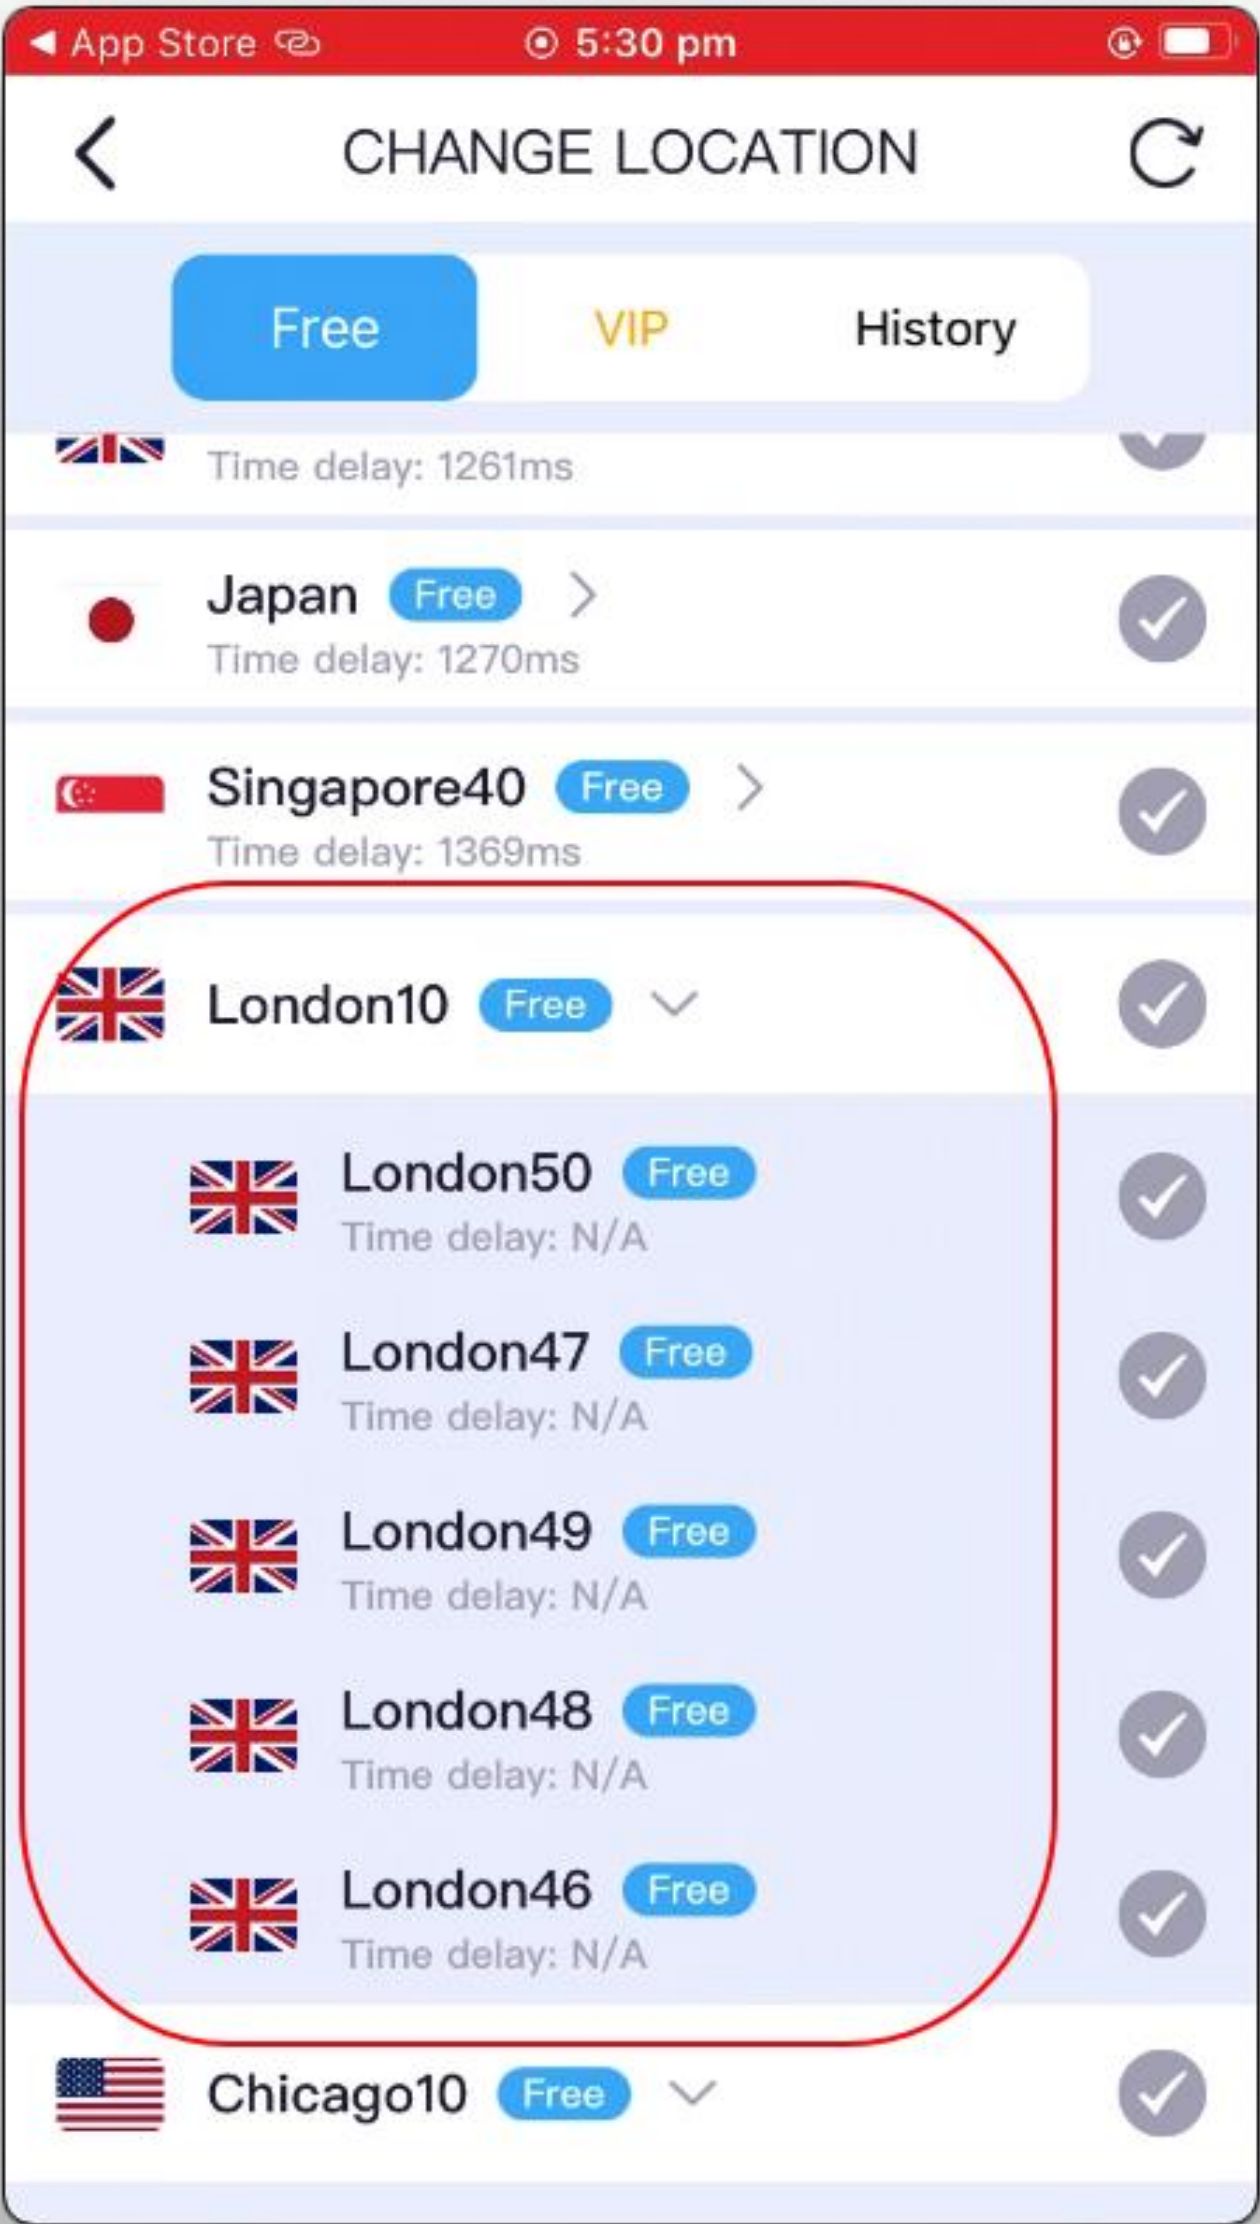 App Store 5:30 pm
CHANGE LOCATION
Free VIP History
Time delay: 1261ms
Japan Free
Time delay: 1270ms
Singapore40 Free
Time delay: 1369ms
London10 Free
London50 Free
Time delay: N/A
London47 Free
Time delay: N/A
London49 Free
Time delay: N/A
London48 Free
Time delay: N/A
London46 Free
Time delay: N/A
Chicago10 Free